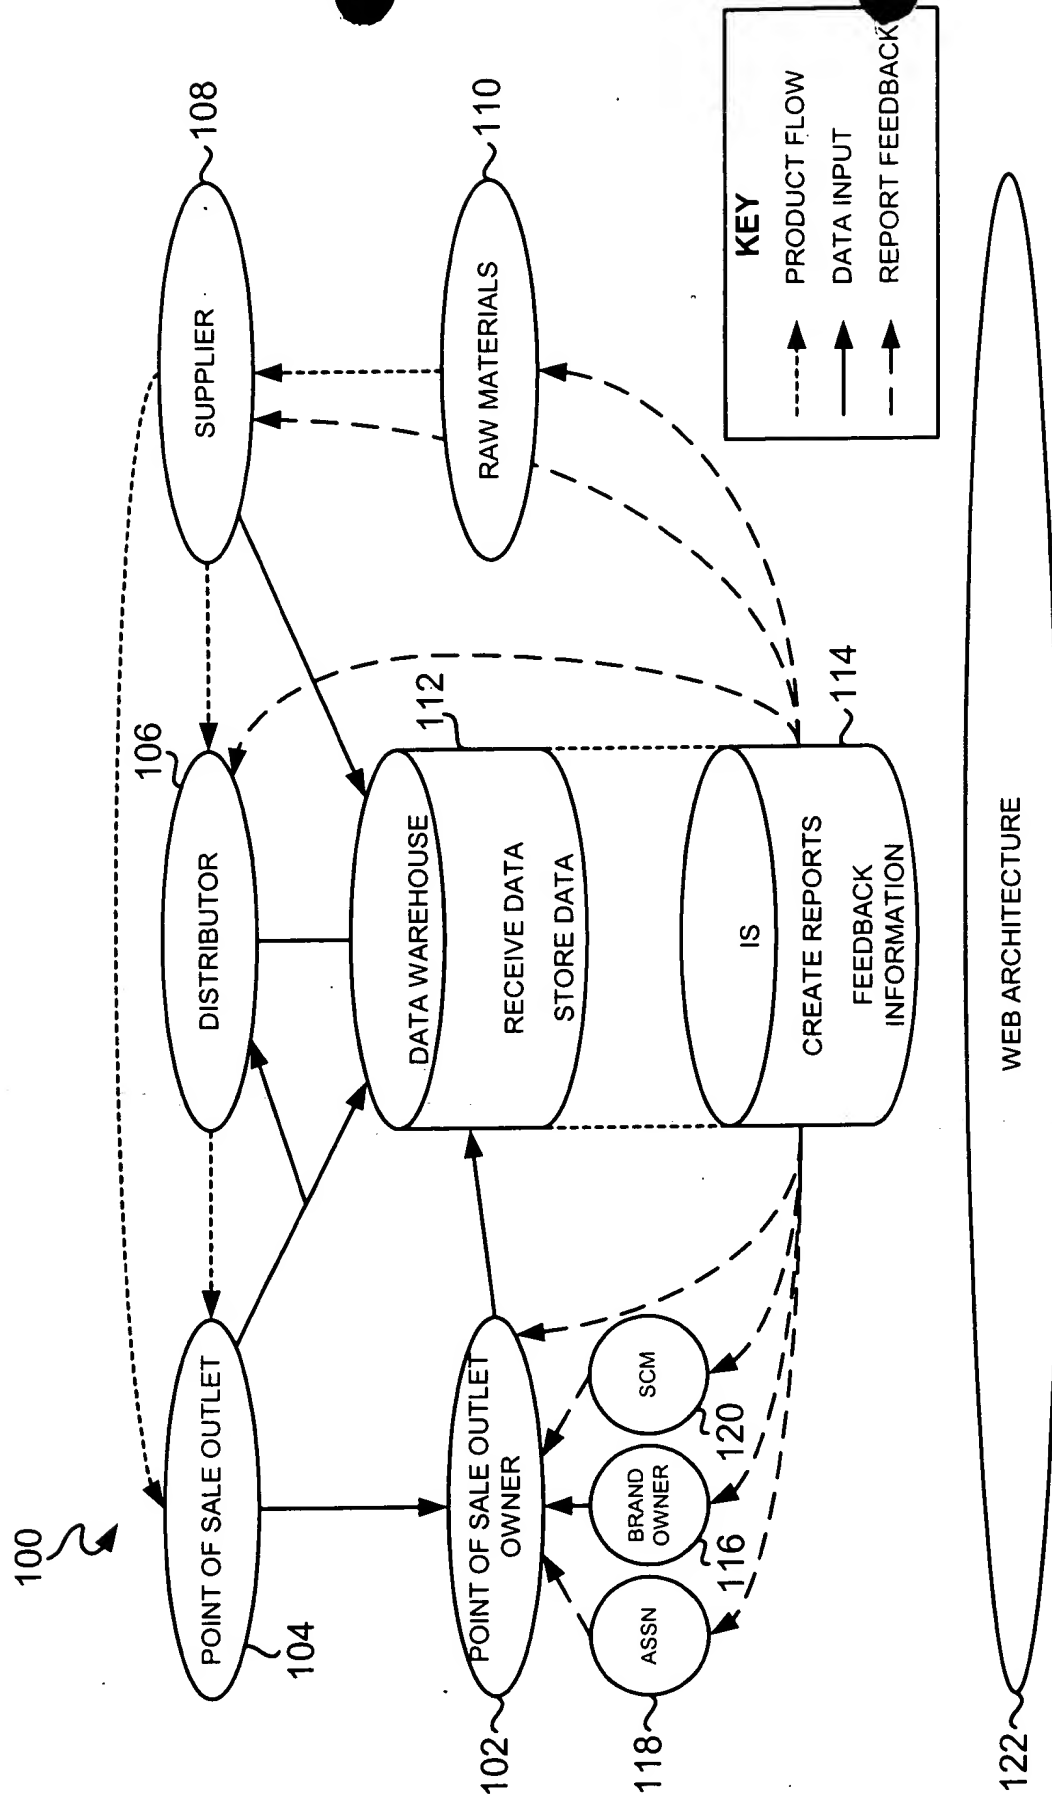 100
POINT OF SALE OUTLET
104
DISTRIBUTOR
106
SUPPLIER
108
POINT OF SALE OUTLET
OWNER
102
DATA WAREHOUSE
RECEIVE DATA
STORE DATA
112
RAW MATERIALS
110
ASSN
118
BRAND
OWNER
116
SCM
120
IS
CREATE REPORTS
FEEDBACK
INFORMATION
114
KEY
PRODUCT FLOW
DATA INPUT
REPORT FEEDBACK
WEB ARCHITECTURE
122